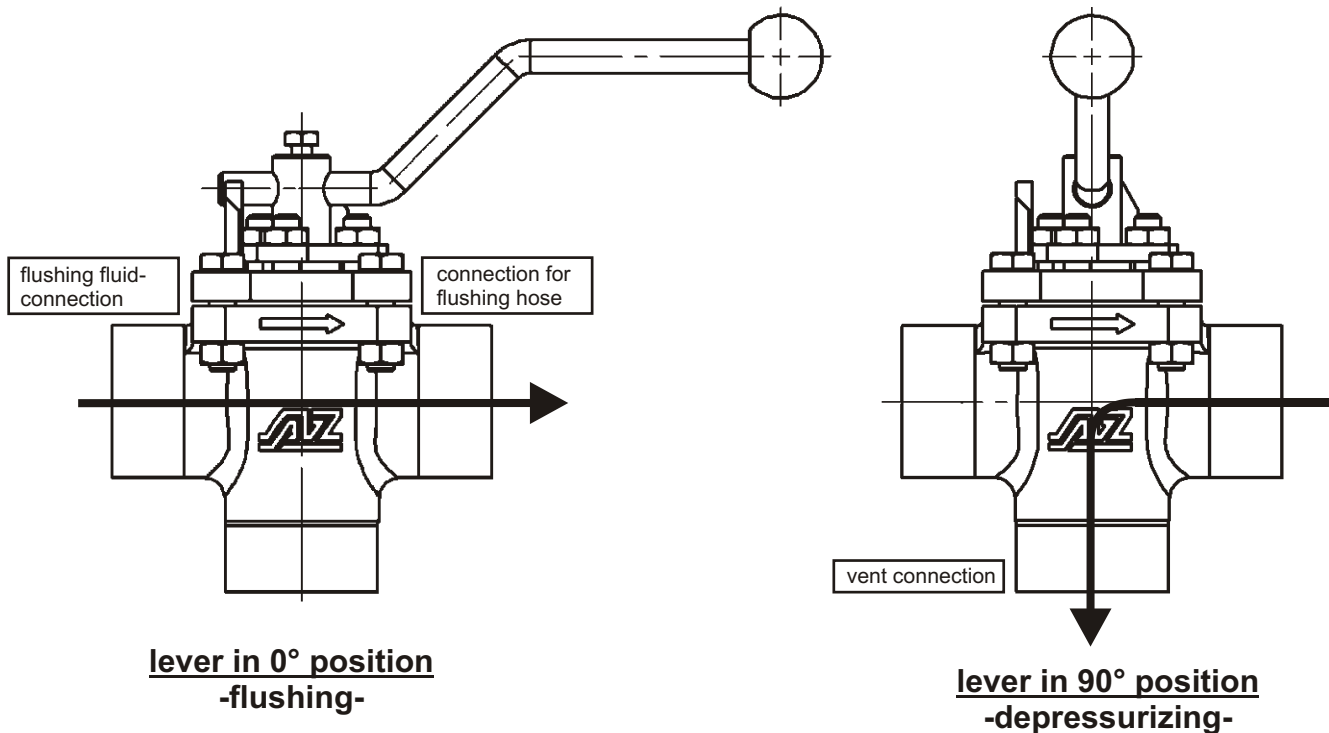 flushing fluid-
connection
connection for
flushing hose
AZ
lever in 0° position
-flushing-
AZ
vent connection
lever in 90° position
-depressurizing-